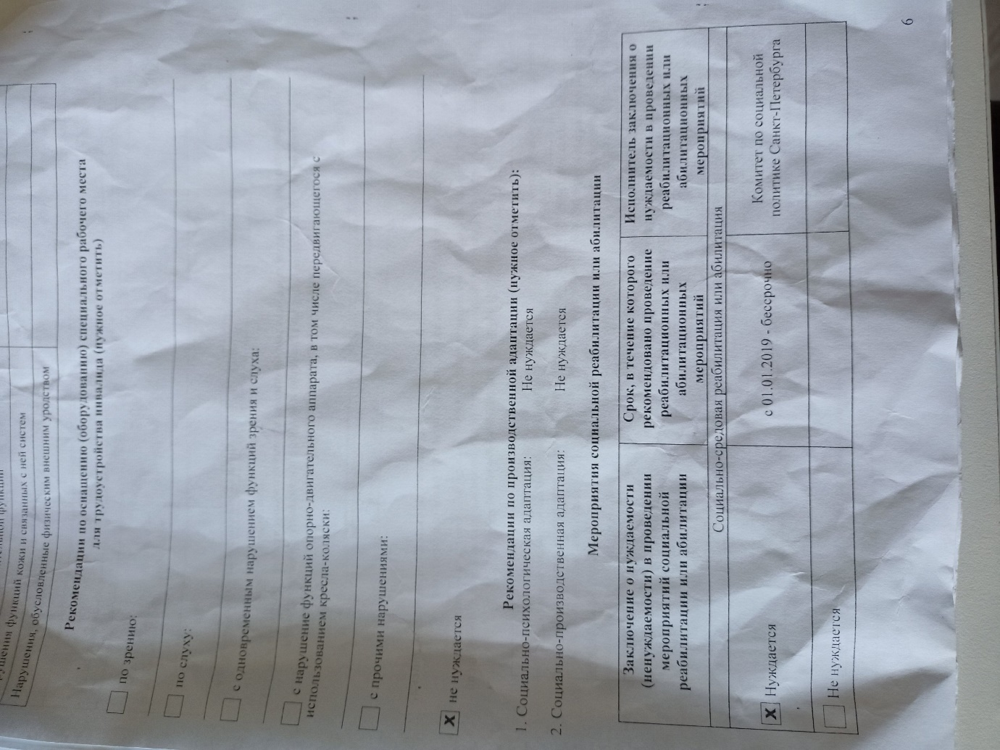 функции
Нарушения функций кожи и связанных с ней систем
Нарушения, обусловленные физическим внешним уродством
Рекомендации по оснащению (оборудованию) специального рабочего места
для трудоустройства инвалида (нужное отметить)
по зрению:
по слуху:
с одновременным нарушением функций зрения и слуха:
с нарушение функций опорно-двигательного аппарата, в том числе передвигающегося с
использованием кресла-коляски:
с прочими нарушениями:
X не нуждается
Рекомендации по производственной адаптации (нужное отметить):
1. Социально-психологическая адаптация: Не нуждается
2. Социально-производственная адаптация: Не нуждается
Мероприятия социальной реабилитации или абилитации
Заключение о нуждаемости
(ненуждаемости) в проведении
мероприятий социальной
реабилитации или абилитации
Срок, в течение которого
рекомендовано проведение
реабилитационных или
абилитационных
мероприятий
Исполнитель заключения о
нуждаемости в проведении
реабилитационных или
абилитационных
мероприятий
Социально-средовая реабилитация или абилитация
X Нуждается
с 01.01.2019 - бессрочно
Комитет по социальной
политике Санкт-Петербурга
Не нуждается
6